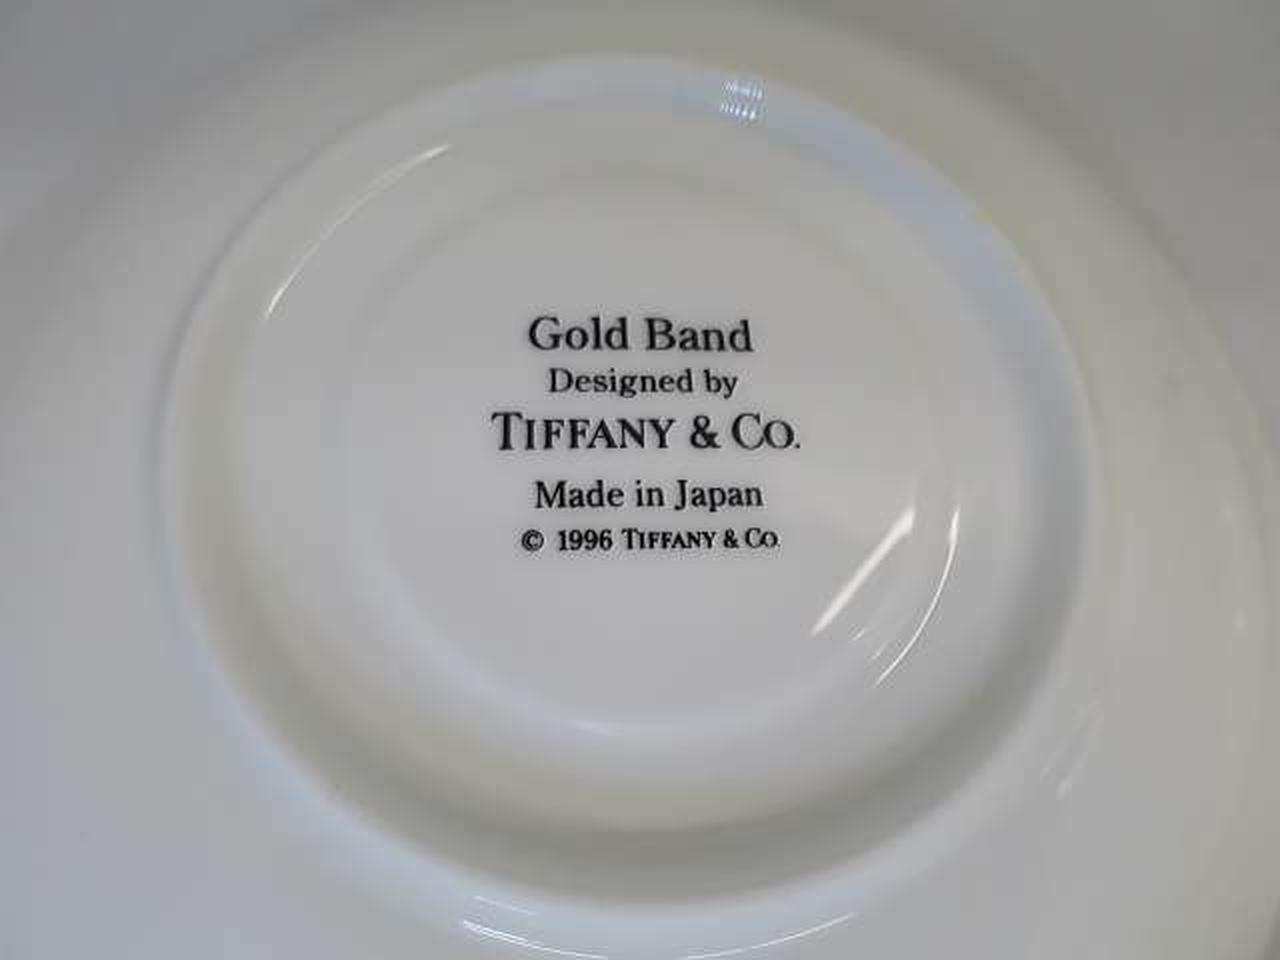 Gold Band
Designed by
TIFFANY & CO.
Made in Japan
© 1996 TIFFANY & CO.